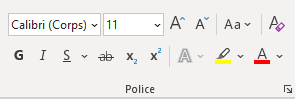 Calibri (Corps) 11 A A Aa A
G I S ab x₂ x² A A
Police